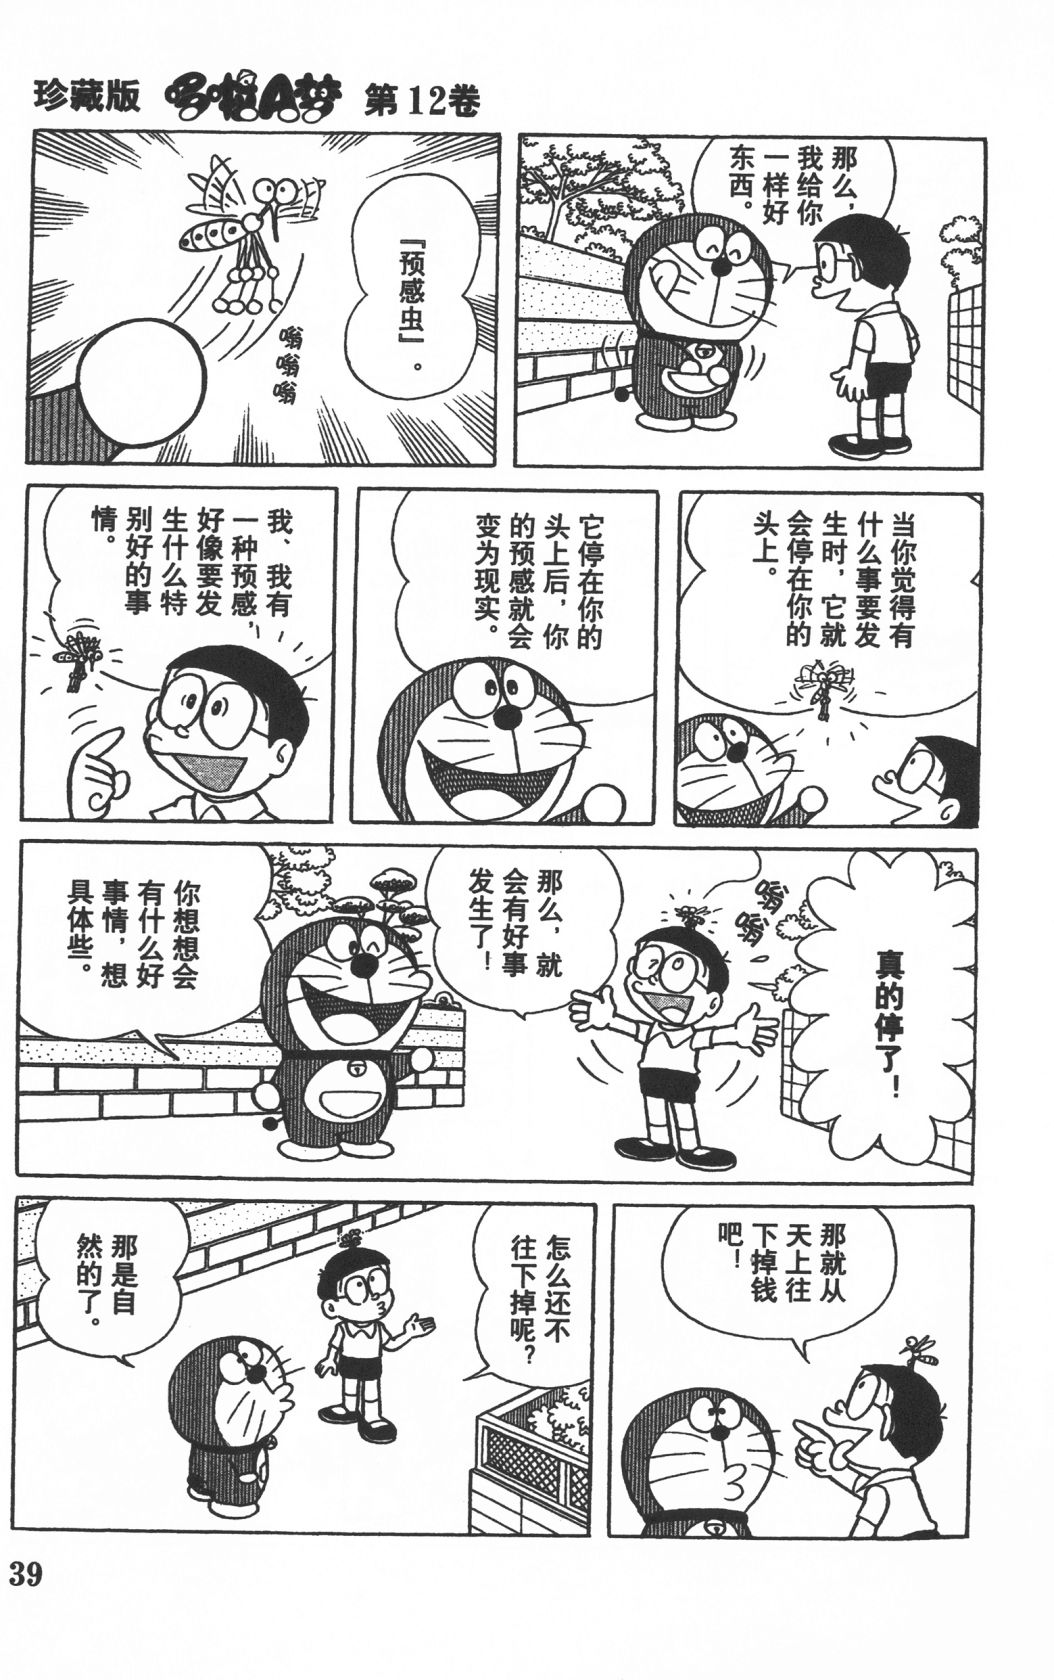 珍藏版 哆啦A梦 第12卷
那么，
我给你
一样好
东西。
『预感虫』。
嗡嗡嗡
当你觉得有
什么事要发
生时，它就
会停在你的
头上。
它停在你的
头上后，你
的预感就会
变为现实。
我、我有
一种预感，
好像要发
生什么特
别好的事
情。
真的停了！
嗡嗡
那么，就
会有好事
发生了！
你想想会
有什么好
事情，想
具体些。
那就从
天上往
下掉钱
吧！
怎么还不
往下掉呢？
那是自
然的了。
39